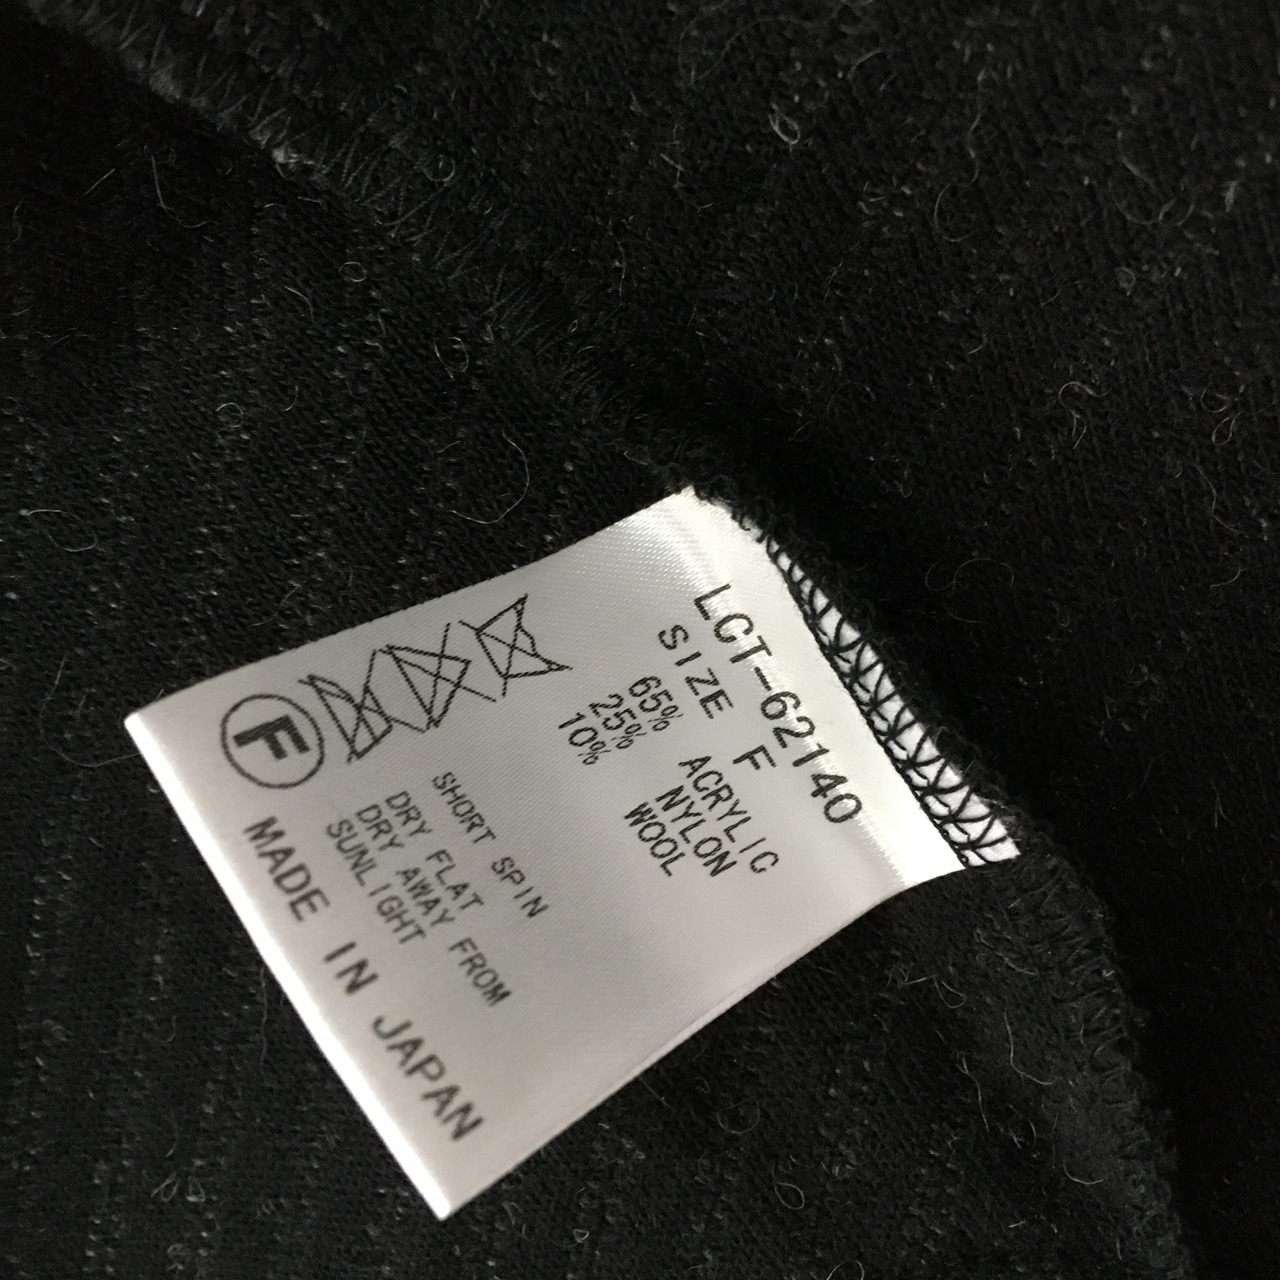 LCT-62140
SIZE F
65% ACRYLIC
25% NYLON
10% WOOL
F
SHORT SPIN
DRY FLAT
DRY AWAY FROM
SUNLIGHT
MADE IN JAPAN